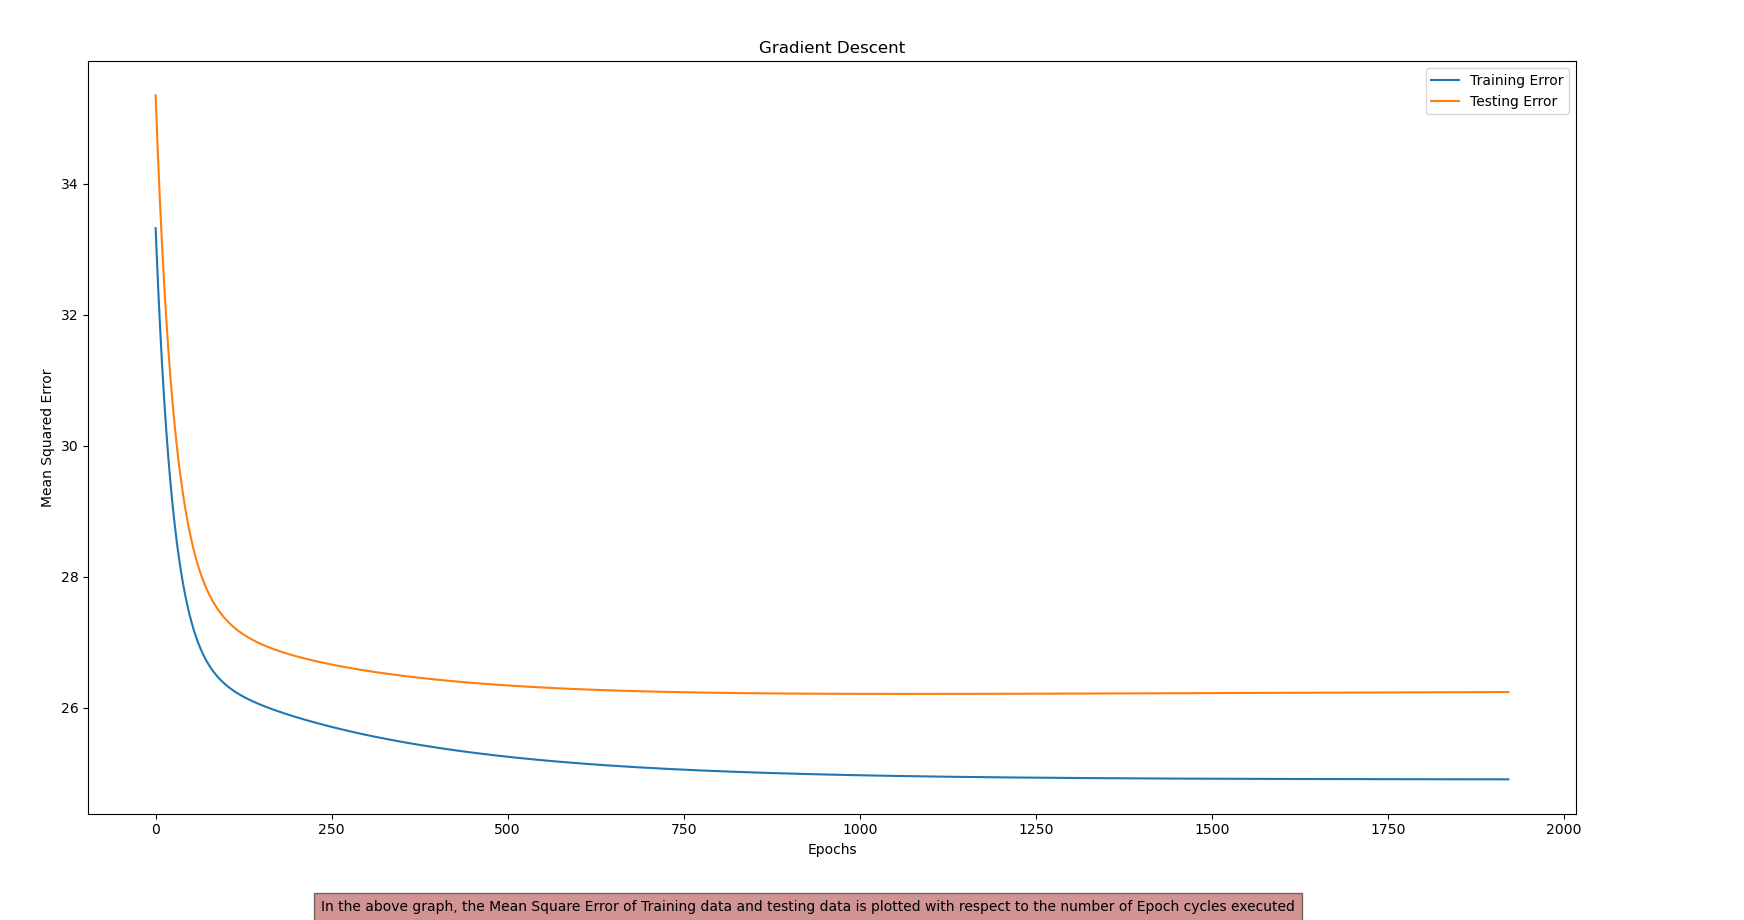 Gradient Descent
Training Error
Testing Error
34
32
30
28
26
Mean Squared Error
0 250 500 750 1000 1250 1500 1750 2000
Epochs
In the above graph, the Mean Square Error of Training data and testing data is plotted with respect to the number of Epoch cycles executed